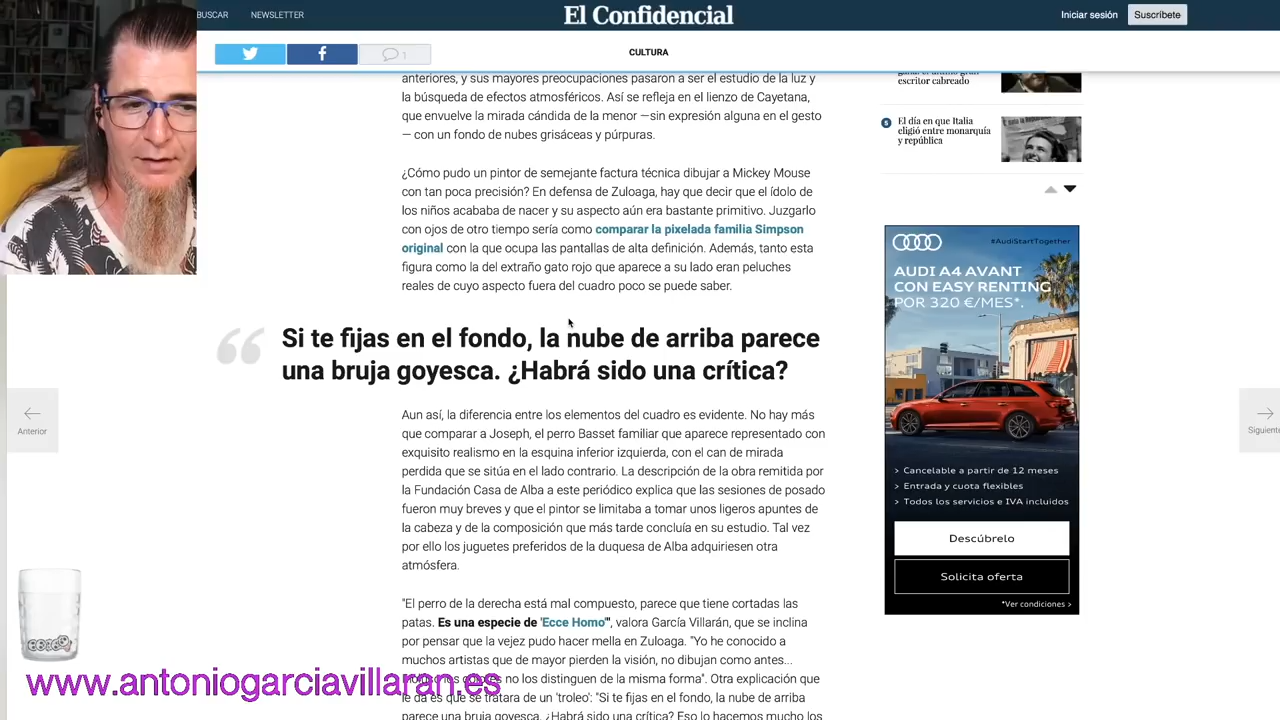 BUSCAR
NEWSLETTER
El Confidencial
Iniciar sesión
Suscríbete
1
CULTURA
anteriores, y sus mayores preocupaciones pasaron a ser el estudio de la luz y
la búsqueda de efectos atmosféricos. Así se refleja en el lienzo de Cayetana,
que envuelve la mirada cándida de la menor —sin expresión alguna en el gesto
— con un fondo de nubes grisáceas y púrpuras.
¿Cómo pudo un pintor de semejante factura técnica dibujar a Mickey Mouse
con tan poca precisión? En defensa de Zuloaga, hay que decir que el ídolo de
los niños acababa de nacer y su aspecto aún era bastante primitivo. Juzgarlo
con ojos de otro tiempo sería como comparar la pixelada familia Simpson
original con la que ocupa las pantallas de alta definición. Además, tanto esta
figura como la del extraño gato rojo que aparece a su lado eran peluches
reales de cuyo aspecto fuera del cuadro poco se puede saber.
Si te fijas en el fondo, la nube de arriba parece
una bruja goyesca. ¿Habrá sido una crítica?
Aun así, la diferencia entre los elementos del cuadro es evidente. No hay más
que comparar a Joseph, el perro Basset familiar que aparece representado con
exquisito realismo en la esquina inferior izquierda, con el can de mirada
perdida que se sitúa en el lado contrario. La descripción de la obra remitida por
la Fundación Casa de Alba a este periódico explica que las sesiones de posado
fueron muy breves y que el pintor se limitaba a tomar unos ligeros apuntes de
la cabeza y de la composición que más tarde concluía en su estudio. Tal vez
por ello los juguetes preferidos de la duquesa de Alba adquiriesen otra
atmósfera.
"El perro de la derecha está mal compuesto, parece que tiene cortadas las
patas. Es una especie de 'Ecce Homo'", valora García Villarán, que se inclina
por pensar que la vejez pudo hacer mella en Zuloaga. "Yo he conocido a
muchos artistas que de mayor pierden la visión, no dibujan como antes...
los colores no los distinguen de la misma forma". Otra explicación que
le da es que se tratara de un 'troleo': "Si te fijas en el fondo, la nube de arriba
parece una bruja goyesca. ¿Habrá sido una crítica? Eso lo hacemos mucho los
escritor cabreado
5
El día en que Italia
eligió entre monarquía
y república
#AudiStartTogether
AUDI A4 AVANT
CON EASY RENTING
POR 320 €/MES*.
> Cancelable a partir de 12 meses
> Entrada y cuota flexibles
> Todos los servicios e IVA incluidos
Descúbrelo
Solicita oferta
*Ver condiciones >
Anterior
Siguiente
www.antoniogarciavillaran.es